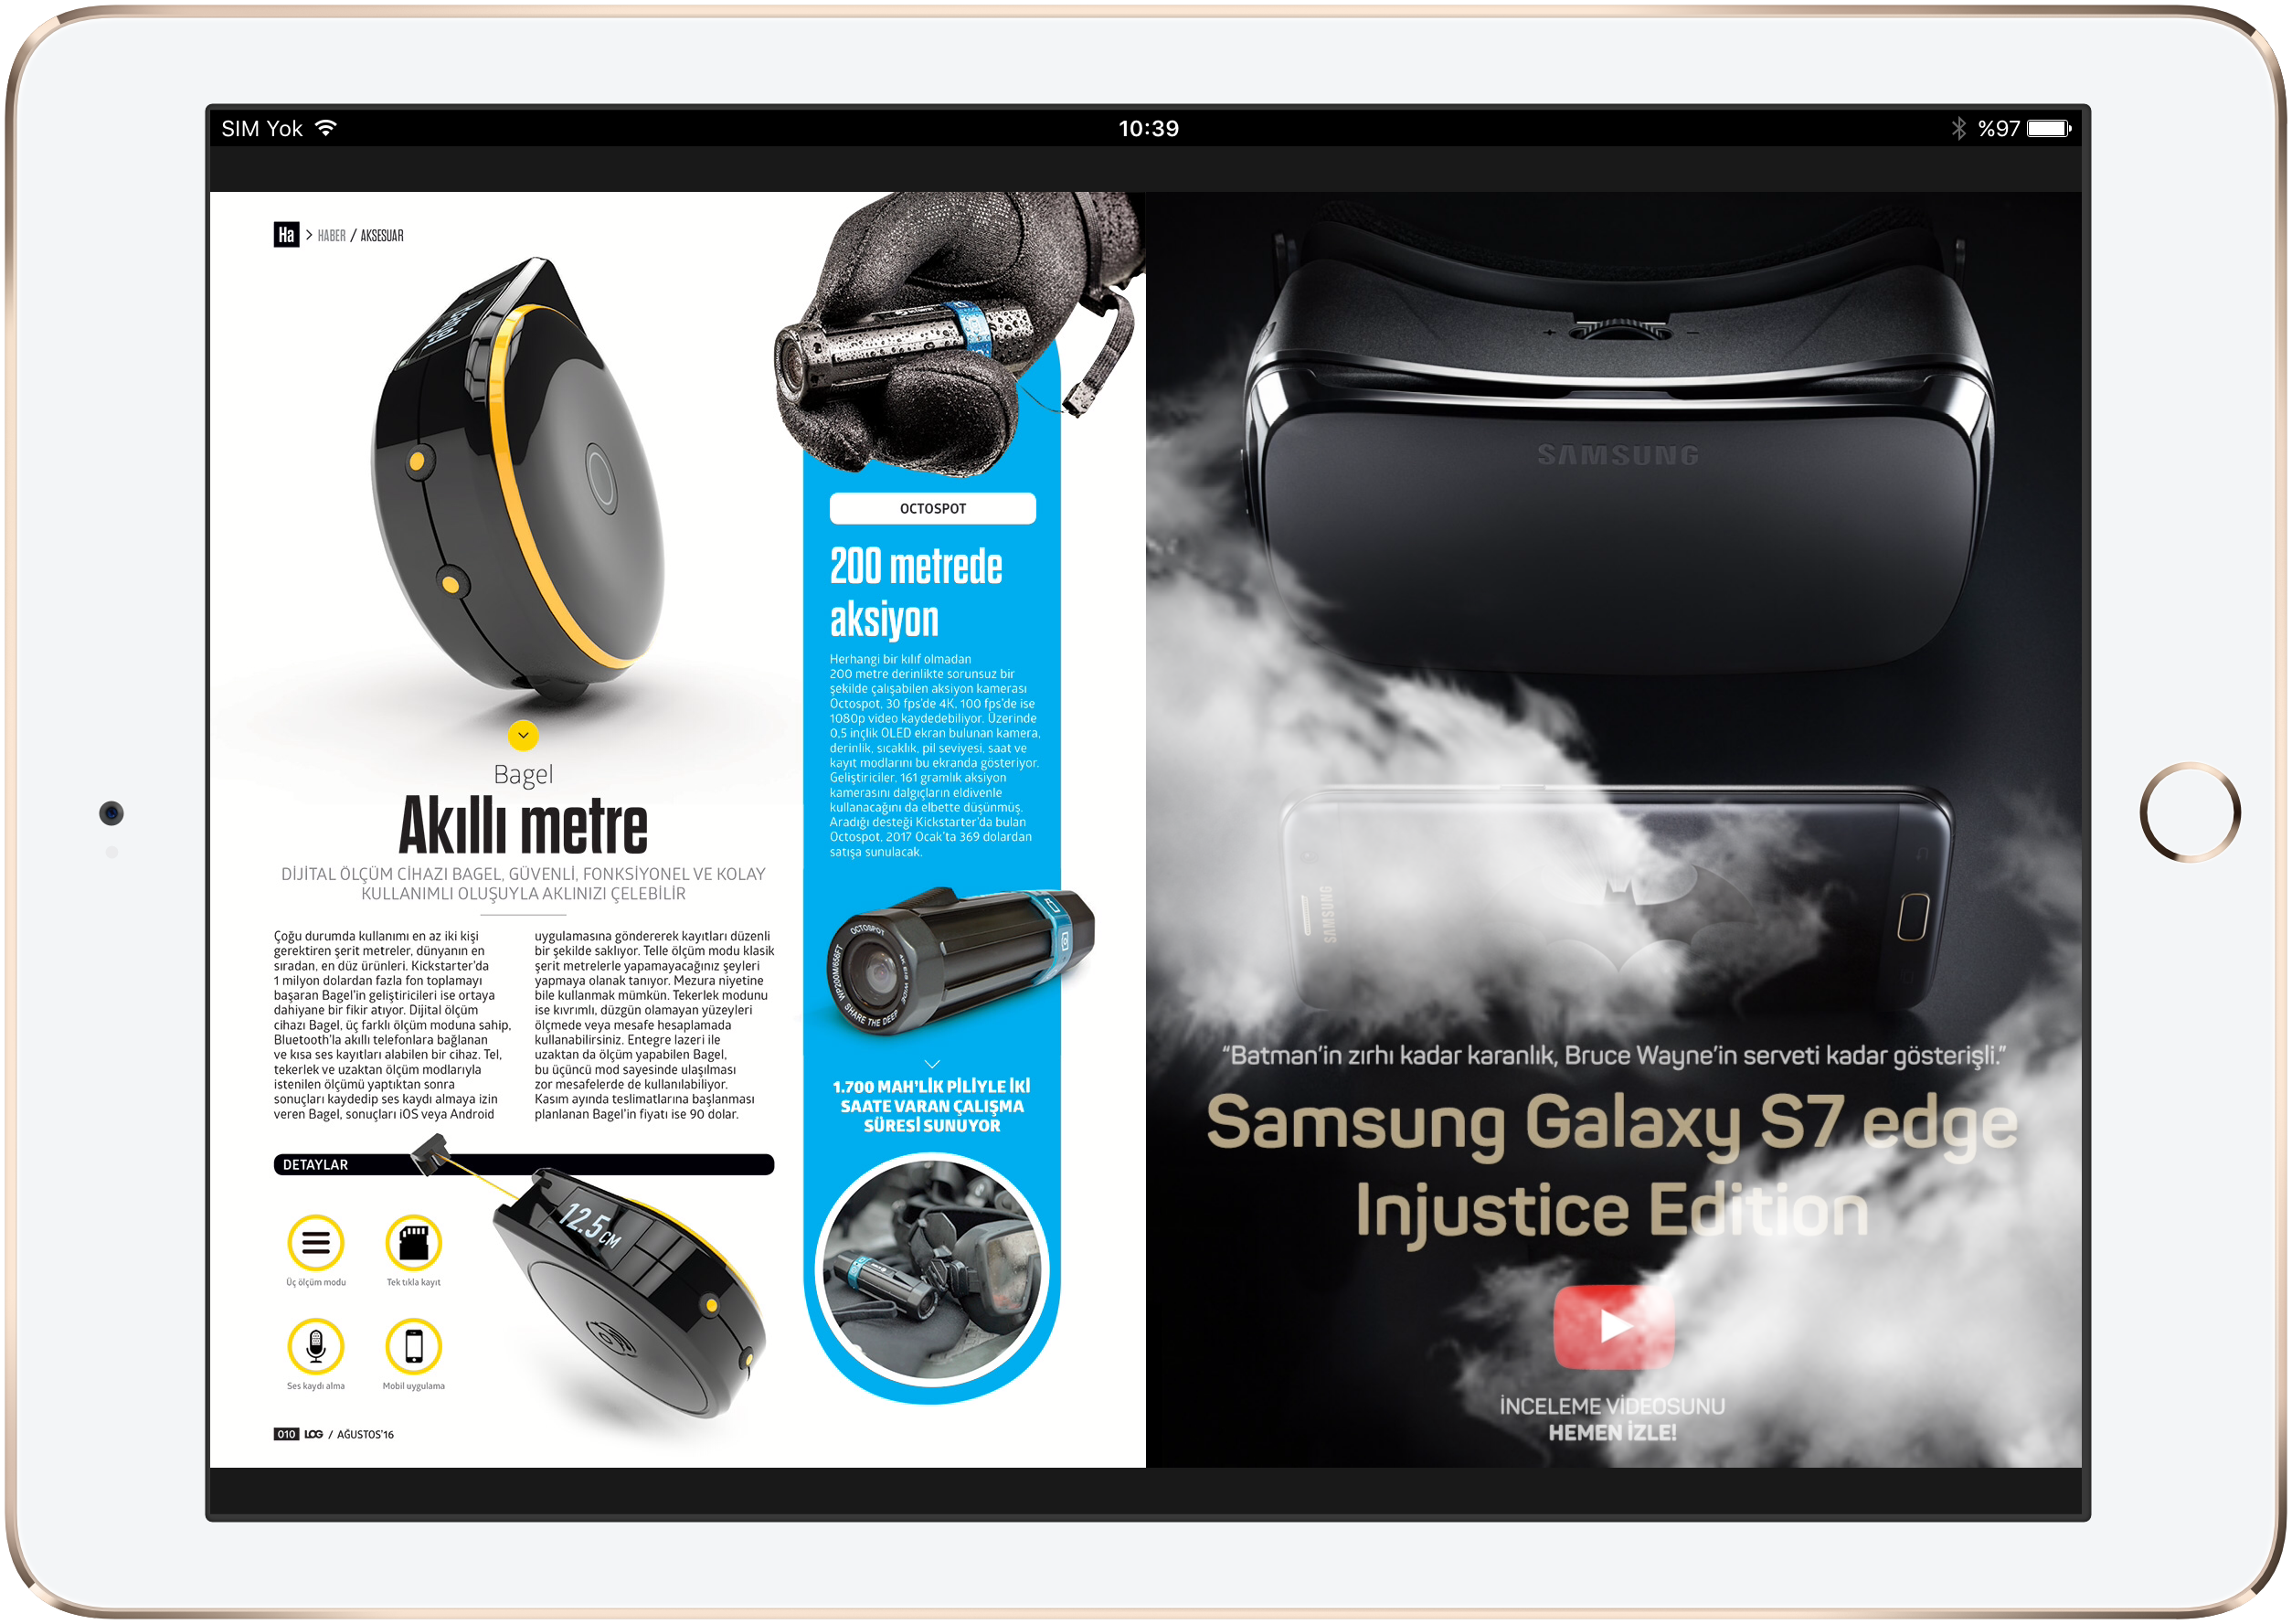 SIM Yok
10:39
%97
Ha > HABER / AKSESUAR
Bagel
Akıllı metre
DİJİTAL ÖLÇÜM CİHAZI BAGEL, GÜVENLİ, FONKSİYONEL VE KOLAY
KULLANIMLI OLUŞUYLA AKLINIZI ÇELEBİLİR
Çoğu durumda kullanımı en az iki kişi
gerektiren şerit metreler, dünyanın en
sıradan, en düz ürünleri. Kickstarter'da
1 milyon dolardan fazla fon toplamayı
başaran Bagel'in geliştiricileri ise ortaya
dahiyane bir fikir atıyor. Dijital ölçüm
cihazı Bagel, üç farklı ölçüm moduna sahip,
Bluetooth'la akıllı telefonlara bağlanan
ve kısa ses kayıtları alabilen bir cihaz. Tel,
tekerlek ve uzaktan ölçüm modlarıyla
istenilen ölçümü yaptıktan sonra
sonuçları kaydedip ses kaydı almaya izin
veren Bagel, sonuçları iOS veya Android
uygulamasına göndererek kayıtları düzenli
bir şekilde saklıyor. Telle ölçüm modu klasik
şerit metrelerle yapamayacağınız şeyleri
yapmaya olanak tanıyor. Mezura niyetine
bile kullanmak mümkün. Tekerlek modunu
ise kıvrımlı, düzgün olamayan yüzeyleri
ölçmede veya mesafe hesaplamada
kullanabilirsiniz. Entegre lazeri ile
uzaktan da ölçüm yapabilen Bagel,
bu üçüncü mod sayesinde ulaşılması
zor mesafelerde de kullanılabiliyor.
Kasım ayında teslimatlarına başlanması
planlanan Bagel'in fiyatı ise 90 dolar.
DETAYLAR
12.5 CM
Üç ölçüm modu
Tek tıkla kayıt
Ses kaydı alma
Mobil uygulama
010 LOG / AĞUSTOS'16
OCTOSPOT
200 metrede
aksiyon
Herhangi bir kılıf olmadan
200 metre derinlikte sorunsuz bir
şekilde çalışabilen aksiyon kamerası
Octospot, 30 fps'de 4K, 100 fps'de ise
1080p video kaydedebiliyor. Üzerinde
0,5 inçlik OLED ekran bulunan kamera,
derinlik, sıcaklık, pil seviyesi, saat ve
kayıt modlarını bu ekranda gösteriyor.
Geliştiriciler, 161 gramlık aksiyon
kamerasını dalgıçların eldivenle
kullanacağını da elbette düşünmüş.
Aradığı desteği Kickstarter'da bulan
Octospot, 2017 Ocak'ta 369 dolardan
satışa sunulacak.
OCTOSPOT
WP200M/656FT
SHARE THE DEEP
1.700 MAH'LİK PİLİYLE İKİ
SAATE VARAN ÇALIŞMA
SÜRESİ SUNUYOR
SAMSUNG
SAMSUNG
“Batman'in zırhı kadar karanlık, Bruce Wayne'in serveti kadar gösterişli.”
Samsung Galaxy S7 edge
Injustice Edition
İNCELEME VİDEOSUNU
HEMEN İZLE!